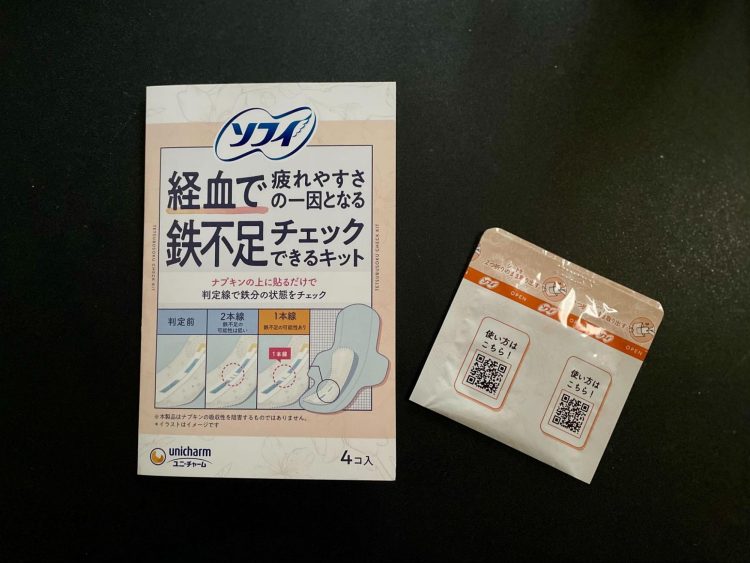 ソフィ
経血で疲れやすさ
の一因となる
鉄不足チェック
できるキット
ナプキンの上に貼るだけで
判定線で鉄分の状態をチェック
判定前
2本線
鉄不足の
可能性は低い
1本線
鉄不足の可能性あり
1本線
※本製品はナプキンの吸収性を阻害するものではありません。
＊イラストはイメージです
unicharm
ユニ・チャーム
4コ入
TETSUBUSOKU CHECK KIT
TETSUBUSOKU CHECK KIT
ソフィ
OPEN
OPEN
OPEN
使い方は
こちら！
使い方は
こちら！